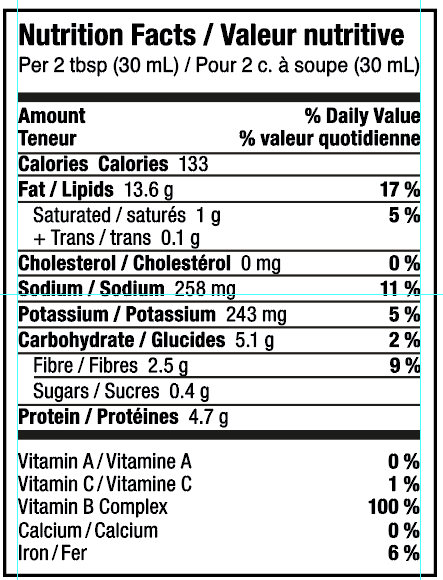 Nutrition Facts / Valeur nutritive
Per 2 tbsp (30 mL) / Pour 2 c. à soupe (30 mL)
Amount % Daily Value
Teneur % valeur quotidienne
Calories Calories 133
Fat / Lipids 13.6 g 17 %
Saturated / saturés 1 g 5 %
+ Trans / trans 0.1 g
Cholesterol / Cholestérol 0 mg 0 %
Sodium / Sodium 258 mg 11 %
Potassium / Potassium 243 mg 5 %
Carbohydrate / Glucides 5.1 g 2 %
Fibre / Fibres 2.5 g 9 %
Sugars / Sucres 0.4 g
Protein / Protéines 4.7 g
Vitamin A / Vitamine A 0 %
Vitamin C / Vitamine C 1 %
Vitamin B Complex 100 %
Calcium / Calcium 0 %
Iron / Fer 6 %